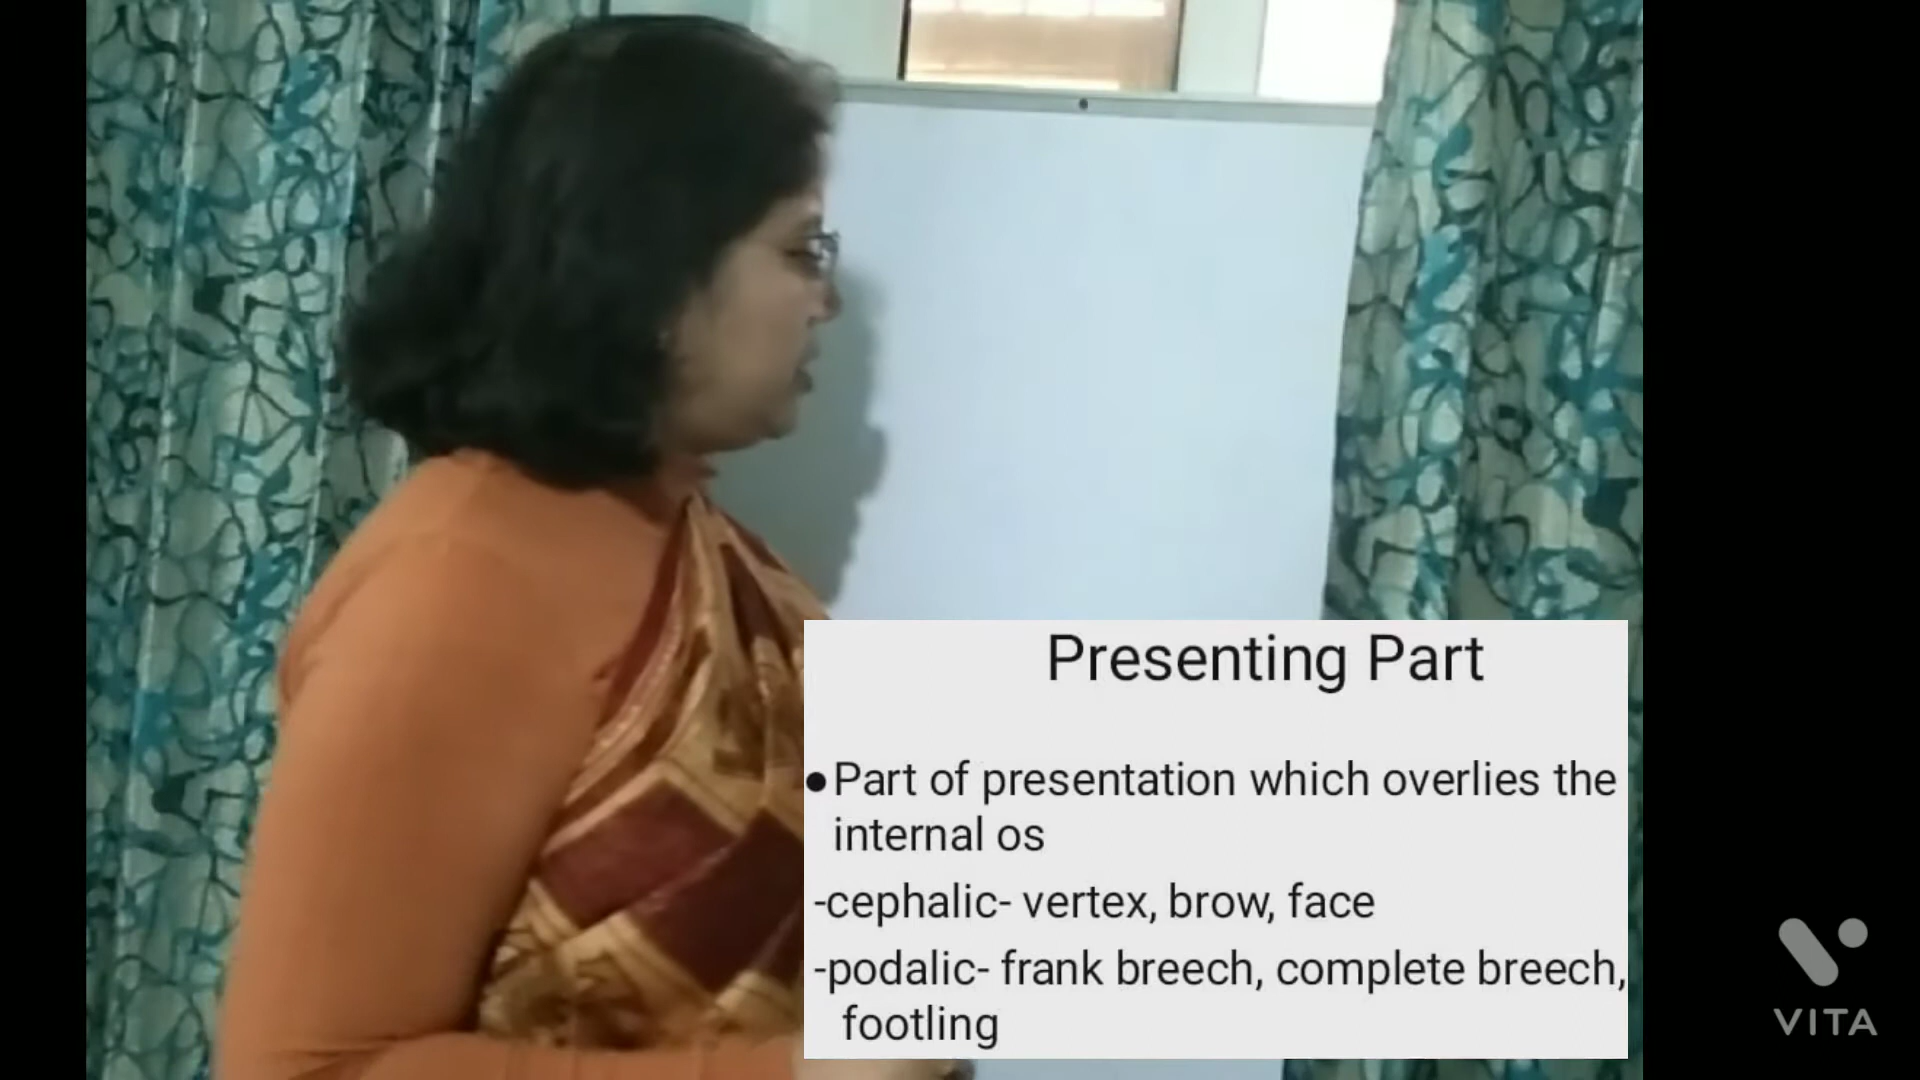 Presenting Part
●Part of presentation which overlies the
internal os
-cephalic- vertex, brow, face
-podalic- frank breech, complete breech,
footling
VITA